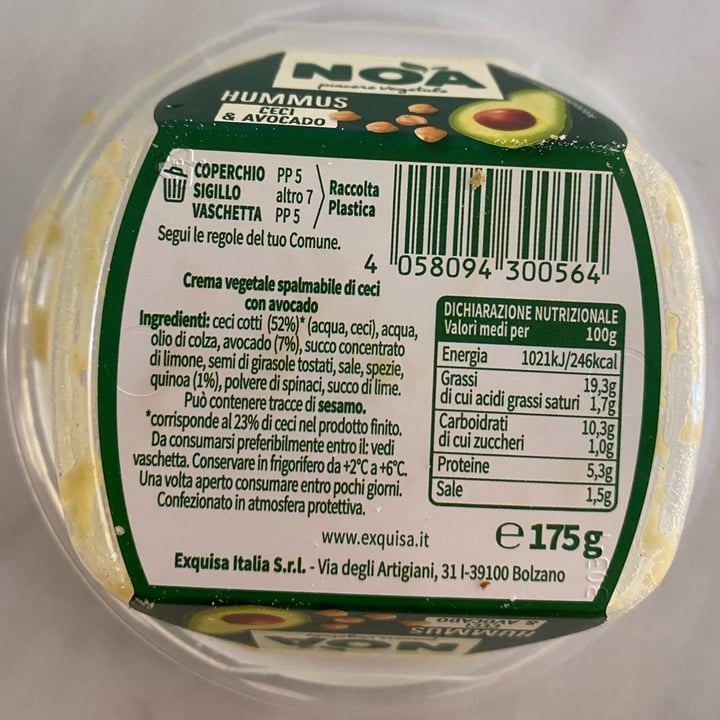 NOA
piacere vegetale
HUMMUS
CECI
& AVOCADO
COPERCHIO PP 5
SIGILLO altro 7
VASCHETTA PP 5
Raccolta
Plastica
Segui le regole del tuo Comune.
4 058094 300564
Crema vegetale spalmabile di ceci
con avocado
Ingredienti: ceci cotti (52%)* (acqua, ceci), acqua,
olio di colza, avocado (7%), succo concentrato
di limone, semi di girasole tostati, sale, spezie,
quinoa (1%), polvere di spinaci, succo di lime.
Può contenere tracce di sesamo.
*corrisponde al 23% di ceci nel prodotto finito.
Da consumarsi preferibilmente entro il: vedi
vaschetta. Conservare in frigorifero da +2°C a +6°C.
Una volta aperto consumare entro pochi giorni.
Confezionato in atmosfera protettiva.
DICHIARAZIONE NUTRIZIONALE
Valori medi per 100g
Energia 1021kJ/246kcal
Grassi 19,3g
di cui acidi grassi saturi 1,7g
Carboidrati 10,3g
di cui zuccheri 1,0g
Proteine 5,3g
Sale 1,5g
www.exquisa.it
e 175 g
Exquisa Italia S.r.l. - Via degli Artigiani, 31 I-39100 Bolzano
HUMMUS
CECI
& AVOCADO
NOA